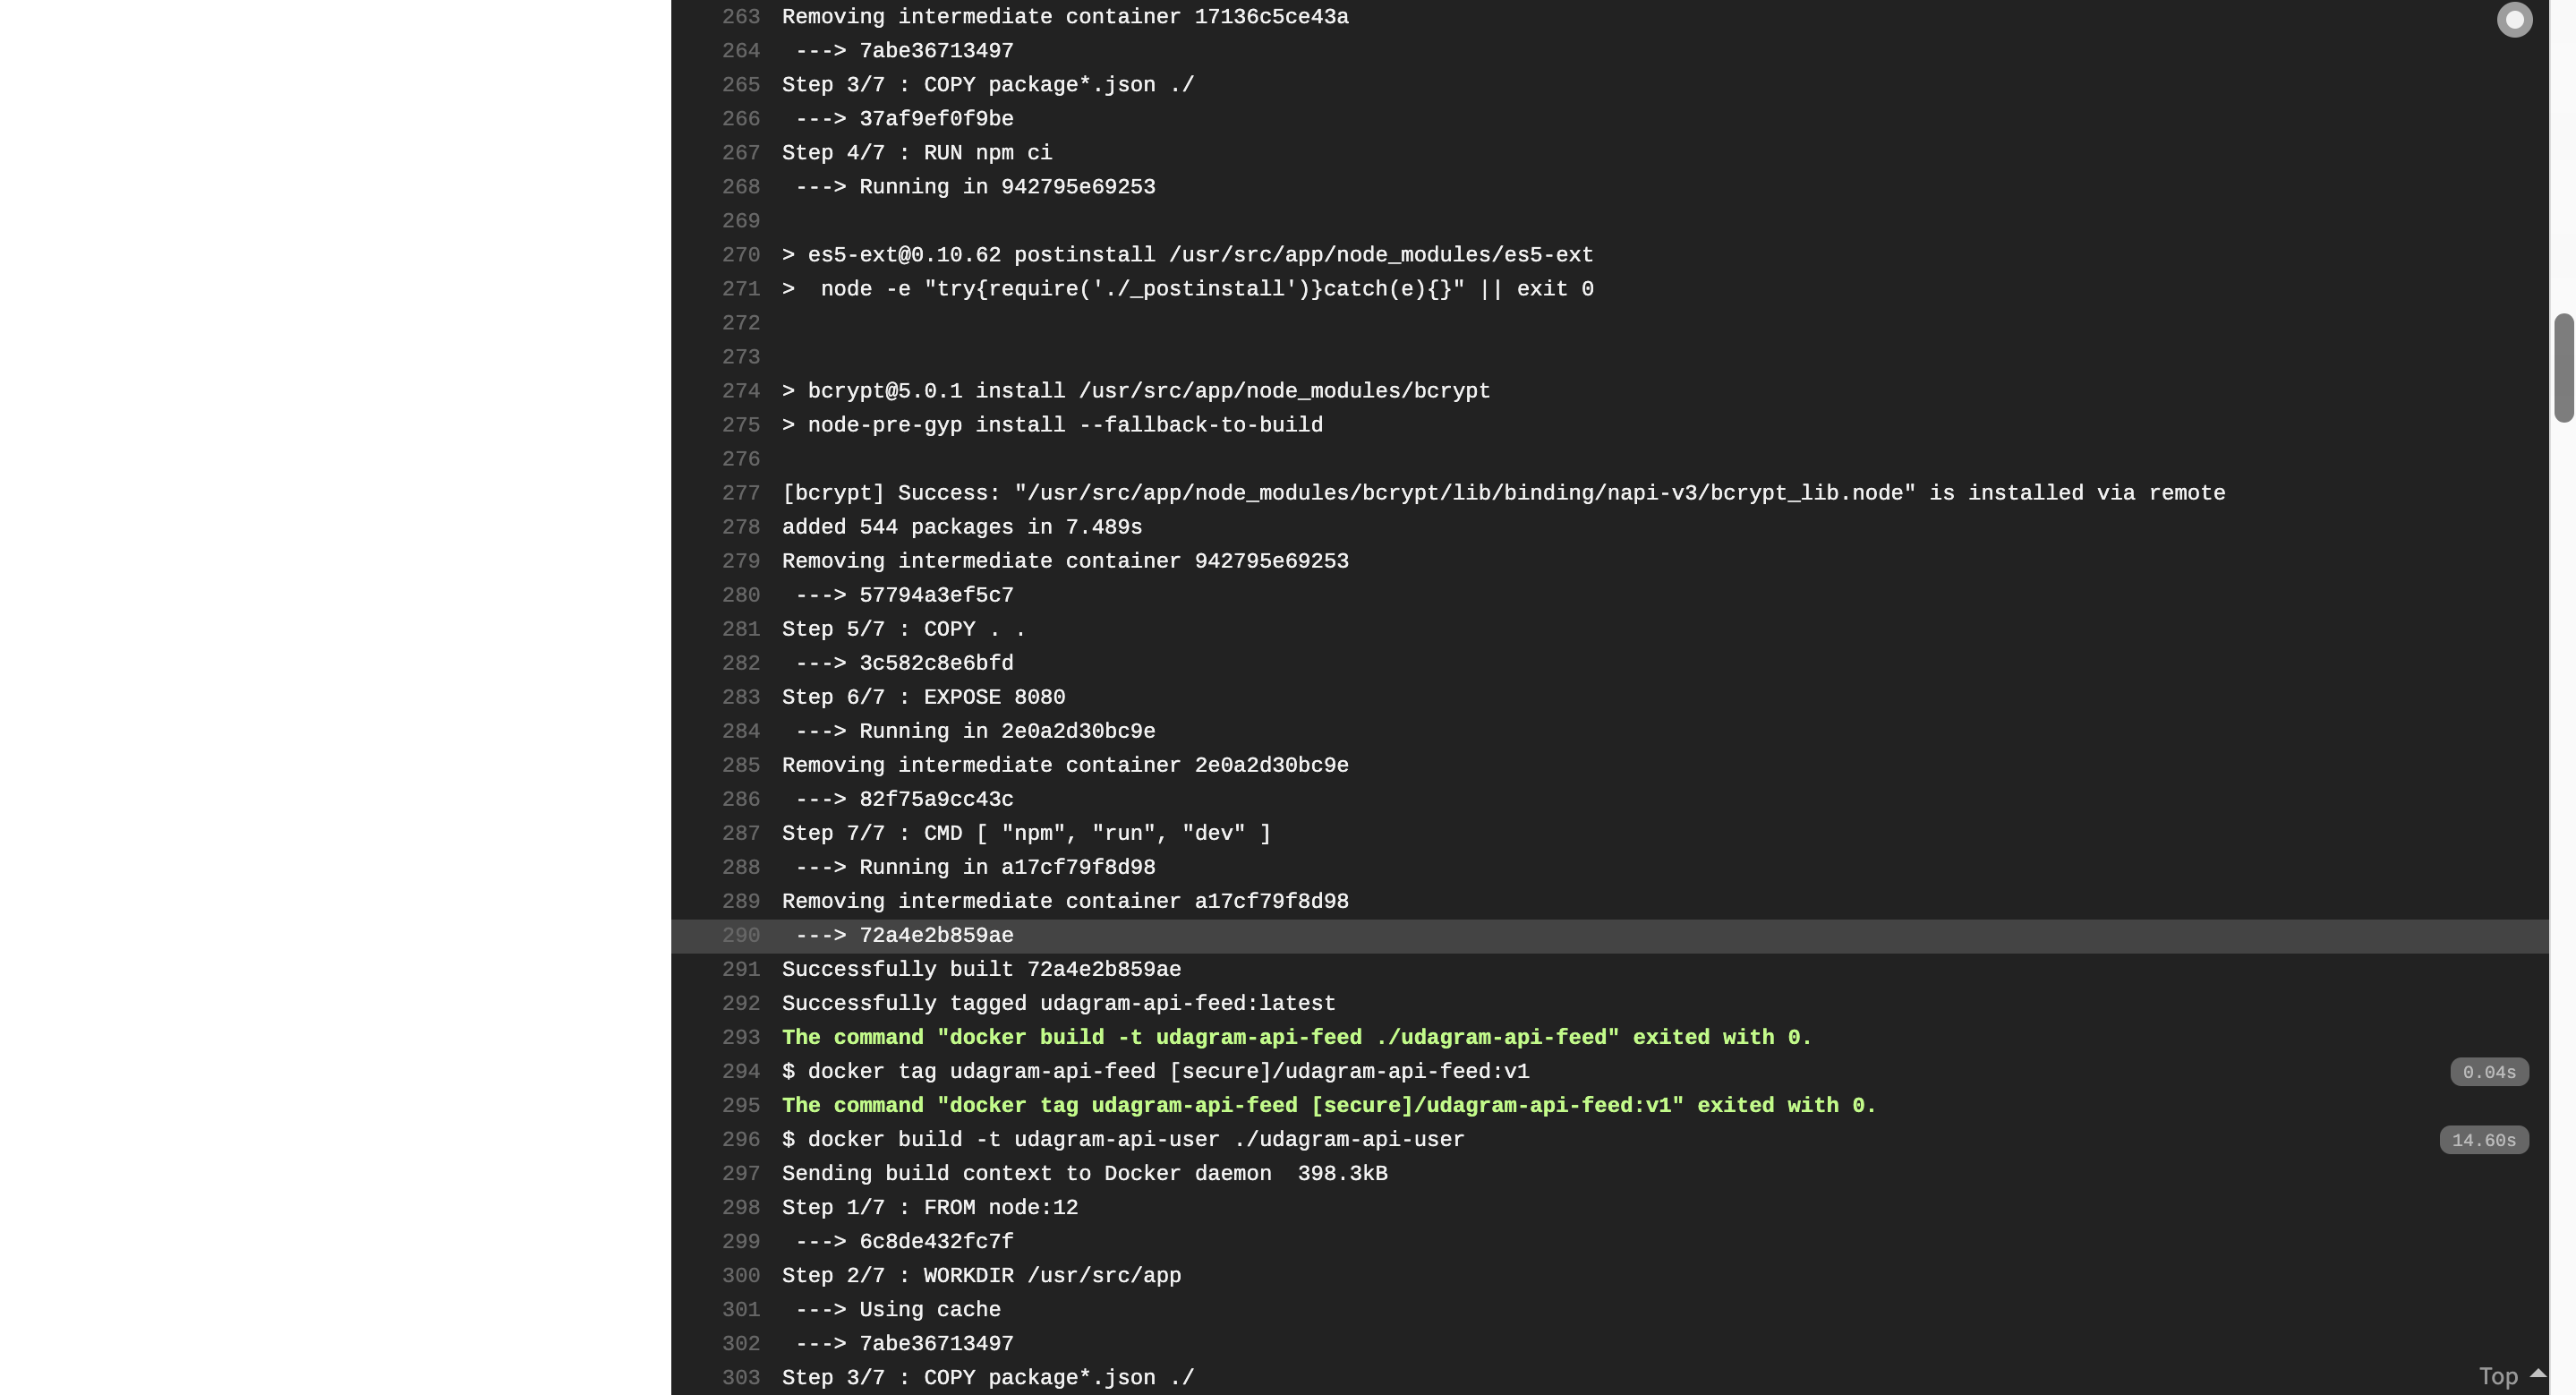 263 Removing intermediate container 17136c5ce43a
264  ---> 7abe36713497
265 Step 3/7 : COPY package*.json ./
266  ---> 37af9ef0f9be
267 Step 4/7 : RUN npm ci
268  ---> Running in 942795e69253
269
270 > es5-ext@0.10.62 postinstall /usr/src/app/node_modules/es5-ext
271 >  node -e "try{require('./_postinstall')}catch(e){}" || exit 0
272
273
274 > bcrypt@5.0.1 install /usr/src/app/node_modules/bcrypt
275 > node-pre-gyp install --fallback-to-build
276
277 [bcrypt] Success: "/usr/src/app/node_modules/bcrypt/lib/binding/napi-v3/bcrypt_lib.node" is installed via remote
278 added 544 packages in 7.489s
279 Removing intermediate container 942795e69253
280  ---> 57794a3ef5c7
281 Step 5/7 : COPY . .
282  ---> 3c582c8e6bfd
283 Step 6/7 : EXPOSE 8080
284  ---> Running in 2e0a2d30bc9e
285 Removing intermediate container 2e0a2d30bc9e
286  ---> 82f75a9cc43c
287 Step 7/7 : CMD [ "npm", "run", "dev" ]
288  ---> Running in a17cf79f8d98
289 Removing intermediate container a17cf79f8d98
290  ---> 72a4e2b859ae
291 Successfully built 72a4e2b859ae
292 Successfully tagged udagram-api-feed:latest
293 The command "docker build -t udagram-api-feed ./udagram-api-feed" exited with 0.
294 $ docker tag udagram-api-feed [secure]/udagram-api-feed:v1 0.04s
295 The command "docker tag udagram-api-feed [secure]/udagram-api-feed:v1" exited with 0.
296 $ docker build -t udagram-api-user ./udagram-api-user 14.60s
297 Sending build context to Docker daemon  398.3kB
298 Step 1/7 : FROM node:12
299  ---> 6c8de432fc7f
300 Step 2/7 : WORKDIR /usr/src/app
301  ---> Using cache
302  ---> 7abe36713497
303 Step 3/7 : COPY package*.json ./
Top